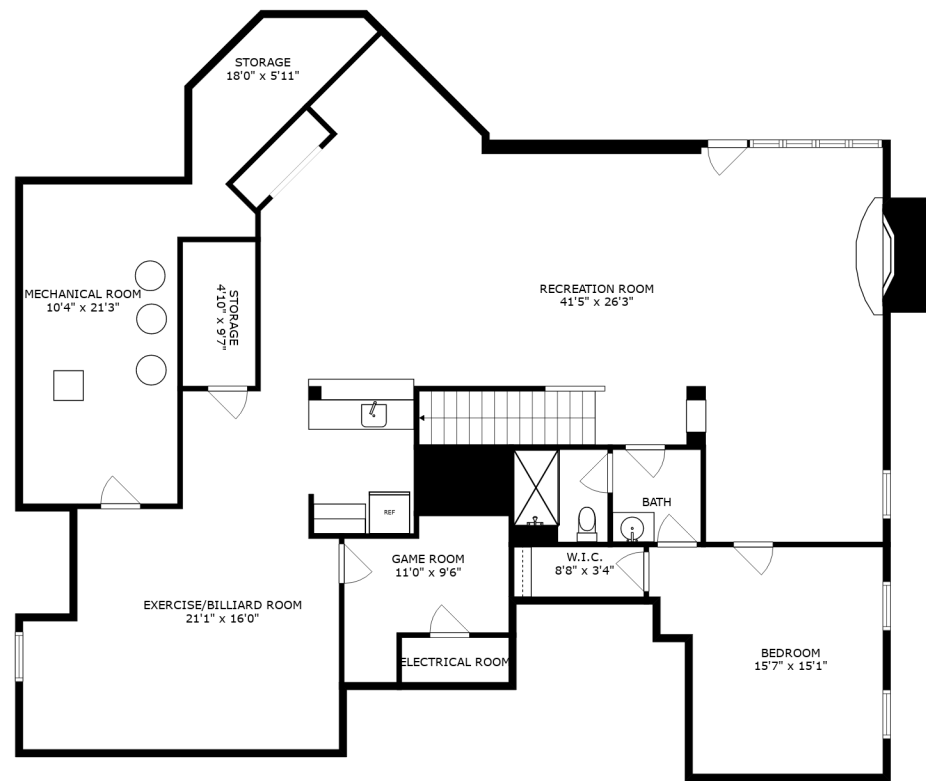 STORAGE
18'0" x 5'11"
MECHANICAL ROOM
10'4" x 21'3"
STORAGE
4'10" x 9'7"
RECREATION ROOM
41'5" x 26'3"
REF
BATH
GAME ROOM
11'0" x 9'6"
W.I.C.
8'8" x 3'4"
EXERCISE/BILLIARD ROOM
21'1" x 16'0"
ELECTRICAL ROOM
BEDROOM
15'7" x 15'1"